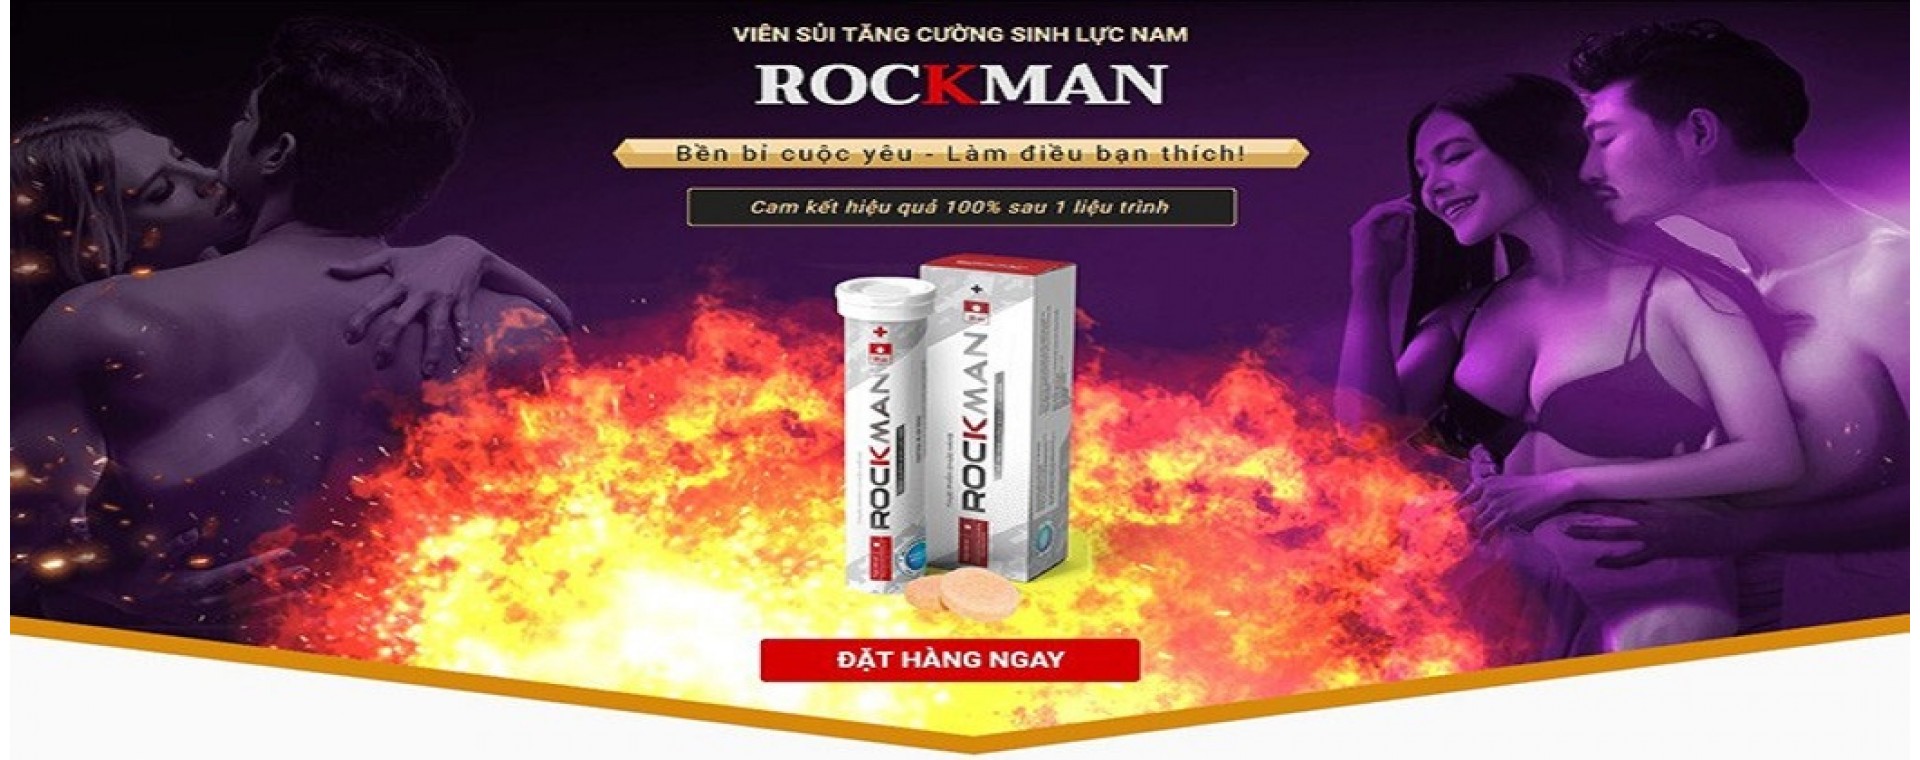 VIÊN SỦI TĂNG CƯỜNG SINH LỰC NAM
ROCKMAN
Bền bỉ cuộc yêu - Làm điều bạn thích!
Cam kết hiệu quả 100% sau 1 liệu trình
ROCKMAN
ROCKMAN
ĐẶT HÀNG NGAY